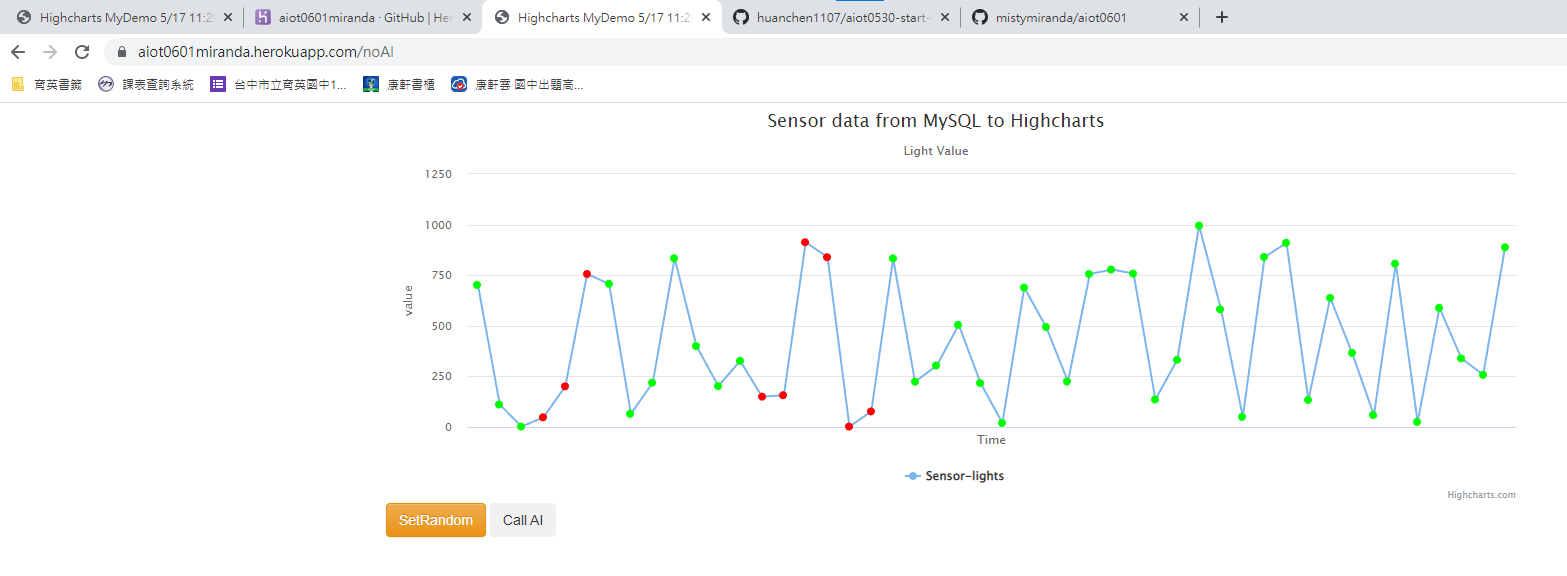 Highcharts MyDemo 5/17 11:29
aiot0601miranda · GitHub | Her
Highcharts MyDemo 5/17 11:29
huanchen1107/aiot0530-start-
mistymiranda/aiot0601
aiot0601miranda.herokuapp.com/noAI
育英書籤
課表查詢系統
台中市立育英國中1...
康軒書櫃
康軒雲 國中出題高...
Sensor data from MySQL to Highcharts
Light Value
1250
1000
750
500
250
0
value
Time
Sensor-lights
Highcharts.com
SetRandom
Call AI